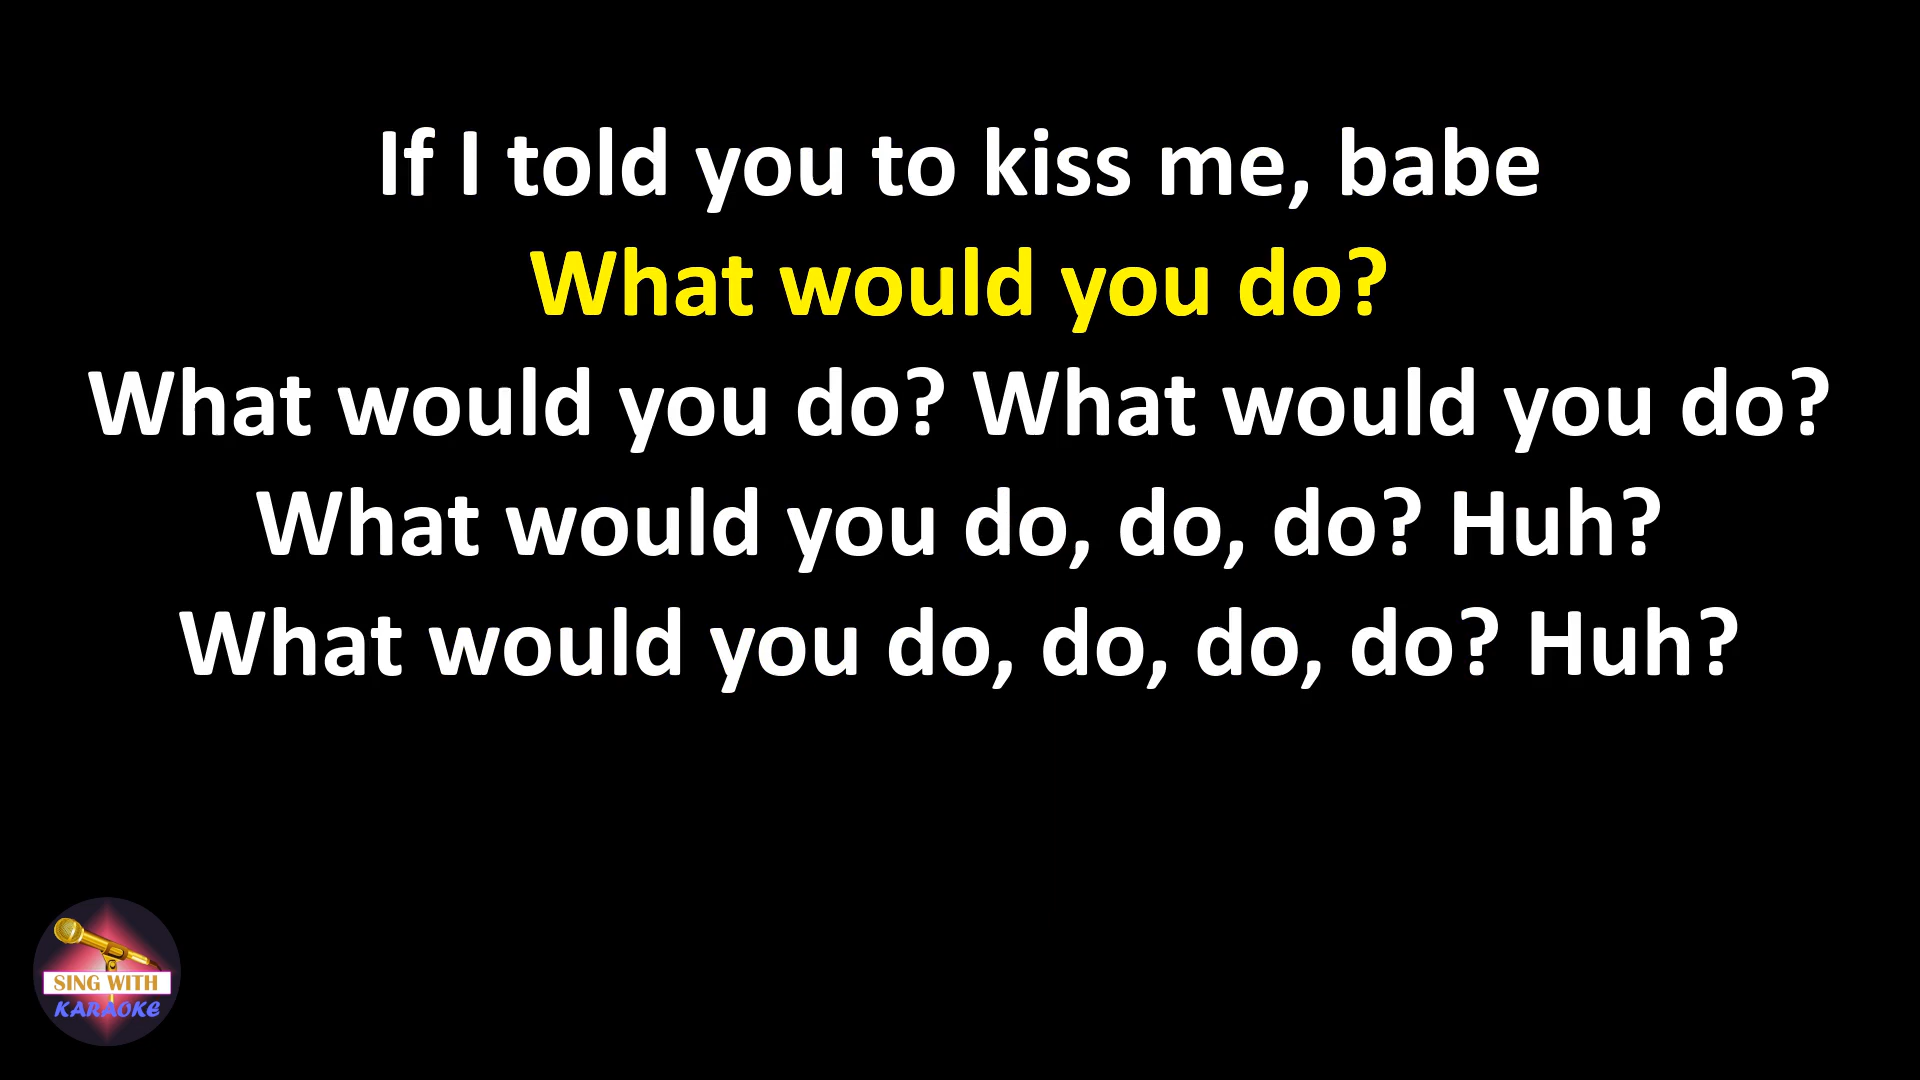 If I told you to kiss me, babe
What would you do?
What would you do? What would you do?
What would you do, do, do? Huh?
What would you do, do, do, do? Huh?
SING WITH
KARAOKE